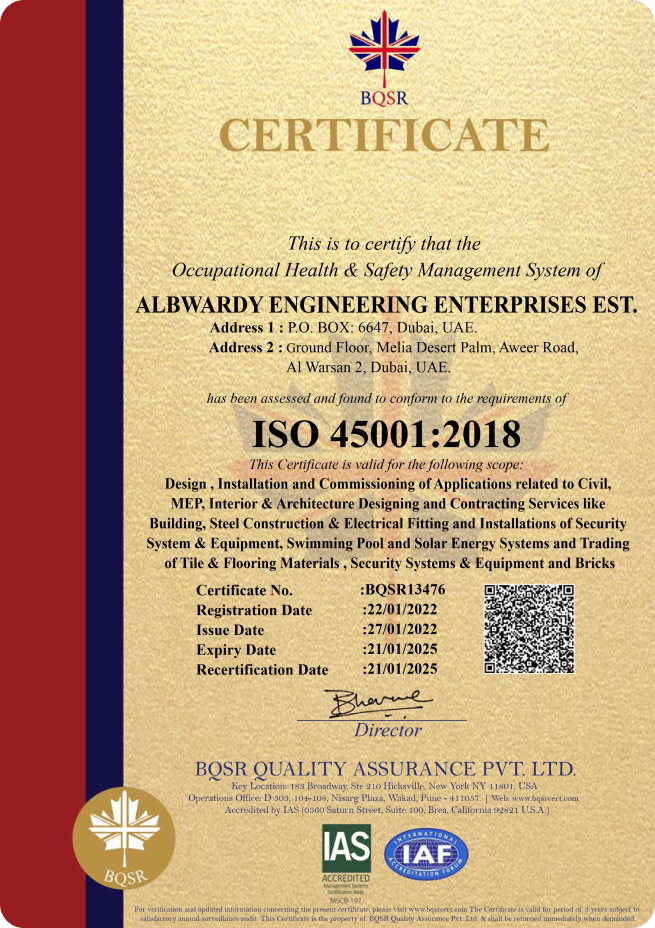 BQSR
CERTIFICATE
This is to certify that the
Occupational Health & Safety Management System of
ALBWARDY ENGINEERING ENTERPRISES EST.
Address 1 : P.O. BOX: 6647, Dubai, UAE.
Address 2 : Ground Floor, Melia Desert Palm, Aweer Road,
Al Warsan 2, Dubai, UAE.
has been assessed and found to conform to the requirements of
ISO 45001:2018
This Certificate is valid for the following scope:
Design , Installation and Commissioning of Applications related to Civil,
MEP, Interior & Architecture Designing and Contracting Services like
Building, Steel Construction & Electrical Fitting and Installations of Security
System & Equipment, Swimming Pool and Solar Energy Systems and Trading
of Tile & Flooring Materials , Security Systems & Equipment and Bricks
Certificate No. :BQSR13476
Registration Date :22/01/2022
Issue Date :27/01/2022
Expiry Date :21/01/2025
Recertification Date :21/01/2025
Director
BQSR QUALITY ASSURANCE PVT. LTD.
Key Location: 183 Broadway, Ste 210 Hicksville, New York NY 11801, USA
Operations Office: D 303, 104-108, Nisarg Plaza, Wakad, Pune - 411057. | Web: www.bqsrcert.com
Accredited by IAS (0360 Saturn Street, Suite 100, Brea, California 92821 U.S.A.)
BQSR
IAS
ACCREDITED
Management Systems
Certification Body
MSCB-197
INTERNATIONAL
IAF
ACCREDITATION FORUM
For verification and updated information concerning the present certificate, please visit www.bqsrcert.com The Certificate is valid for period of 3 years subject to
satisfactory annual surveillance audit. This Certificate is the property of BQSR Quality Assurance Pvt. Ltd. & shall be returned immediately when demanded.